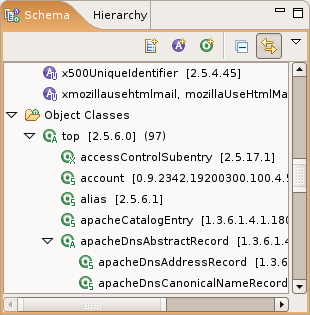 Schema
Hierarchy
x500UniqueIdentifier [2.5.4.45]
xmozillausehtmlmail, mozillaUseHtmlMa
Object Classes
top [2.5.6.0] (97)
accessControlSubentry [2.5.17.1]
account [0.9.2342.19200300.100.4.5
alias [2.5.6.1]
apacheCatalogEntry [1.3.6.1.4.1.180
apacheDnsAbstractRecord [1.3.6.1.4
apacheDnsAddressRecord [1.3.6
apacheDnsCanonicalNameRecord